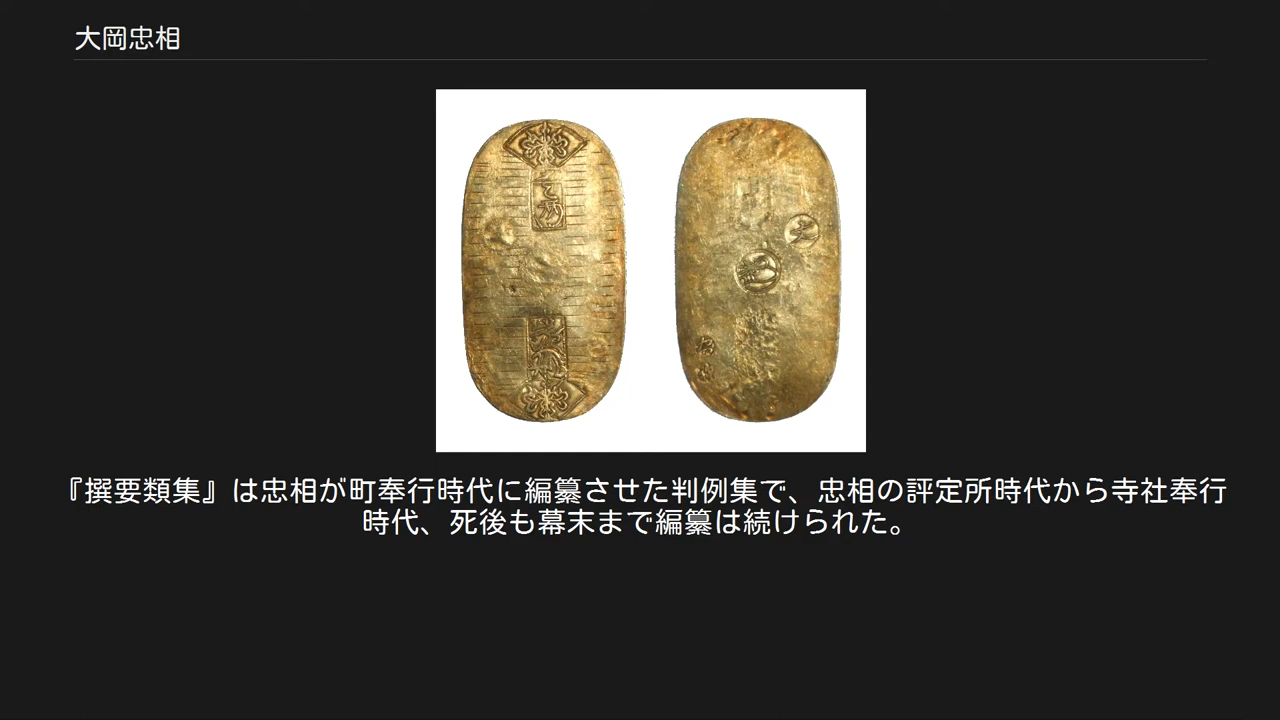 大岡忠相
『撰要類集』は忠相が町奉行時代に編纂させた判例集で、忠相の評定所時代から寺社奉行
時代、死後も幕末まで編纂は続けられた。